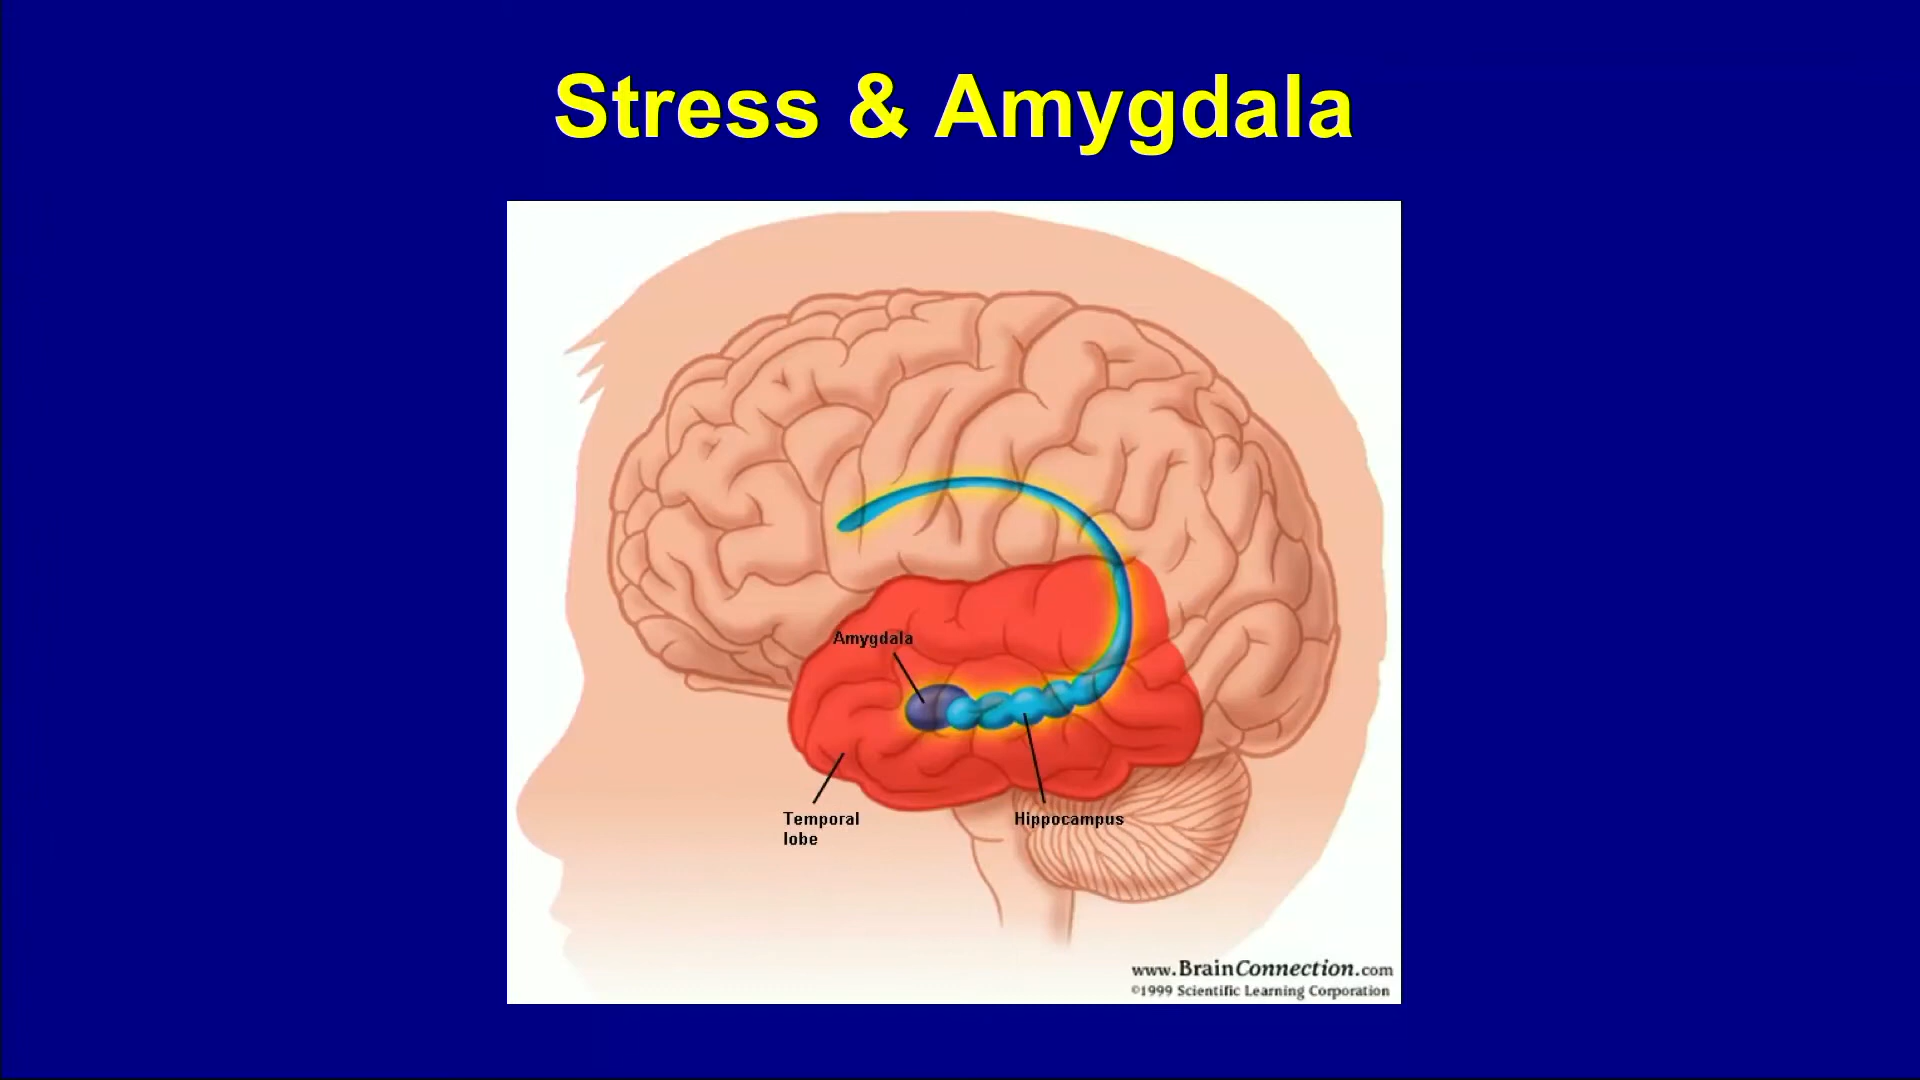 Stress & Amygdala
Amygdala
Temporal
lobe
Hippocampus
www.BrainConnection.com
©1999 Scientific Learning Corporation